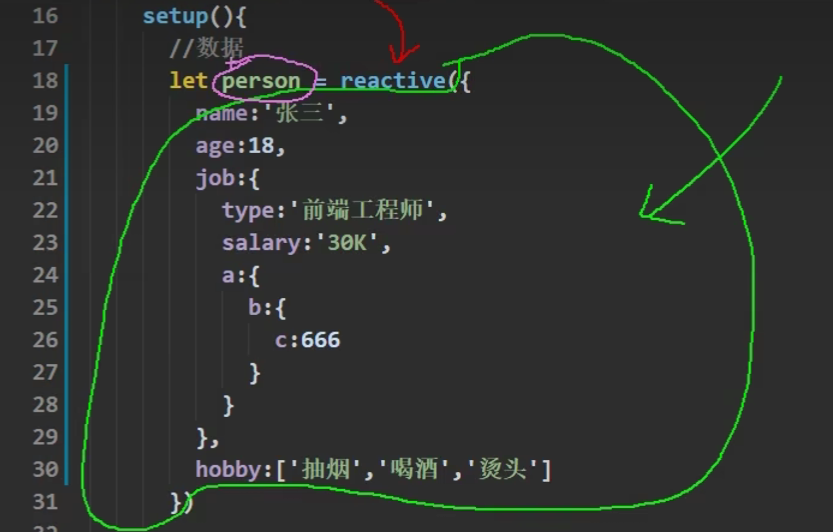 16 setup(){
17 //数据
18 let person = reactive({
19 name:'张三',
20 age:18,
21 job:{
22 type:'前端工程师',
23 salary:'30K',
24 a:{
25 b:{
26 c:666
27 }
28 }
29 },
30 hobby:['抽烟','喝酒','烫头']
31 })